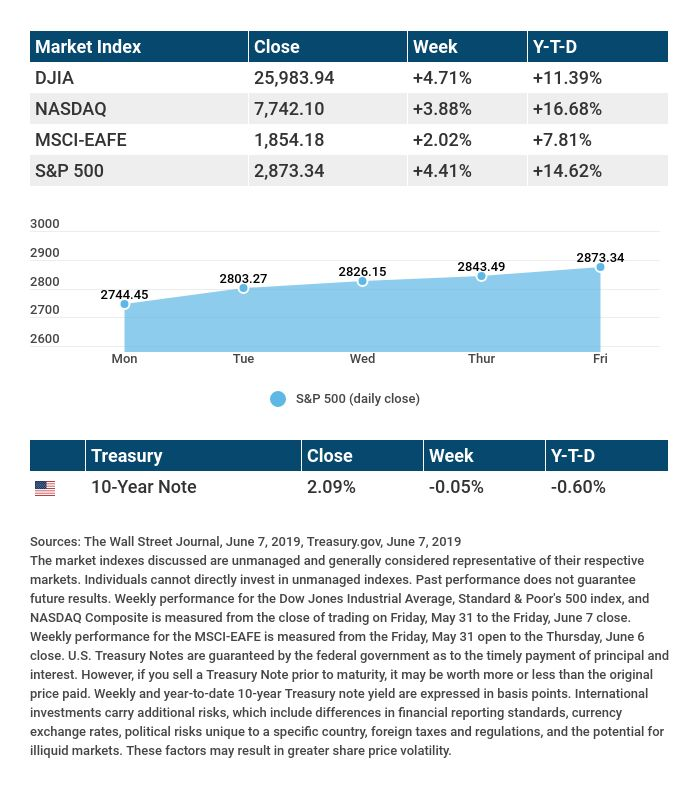 Market Index Close Week Y-T-D
DJIA 25,983.94 +4.71% +11.39%
NASDAQ 7,742.10 +3.88% +16.68%
MSCI-EAFE 1,854.18 +2.02% +7.81%
S&P 500 2,873.34 +4.41% +14.62%
3000
2900
2800
2700
2600
2744.45 2803.27 2826.15 2843.49 2873.34
Mon Tue Wed Thur Fri
S&P 500 (daily close)
Treasury Close Week Y-T-D
10-Year Note 2.09% -0.05% -0.60%
Sources: The Wall Street Journal, June 7, 2019, Treasury.gov, June 7, 2019
The market indexes discussed are unmanaged and generally considered representative of their respective
markets. Individuals cannot directly invest in unmanaged indexes. Past performance does not guarantee
future results. Weekly performance for the Dow Jones Industrial Average, Standard & Poor's 500 index, and
NASDAQ Composite is measured from the close of trading on Friday, May 31 to the Friday, June 7 close.
Weekly performance for the MSCI-EAFE is measured from the Friday, May 31 open to the Thursday, June 6
close. U.S. Treasury Notes are guaranteed by the federal government as to the timely payment of principal and
interest. However, if you sell a Treasury Note prior to maturity, it may be worth more or less than the original
price paid. Weekly and year-to-date 10-year Treasury note yield are expressed in basis points. International
investments carry additional risks, which include differences in financial reporting standards, currency
exchange rates, political risks unique to a specific country, foreign taxes and regulations, and the potential for
illiquid markets. These factors may result in greater share price volatility.